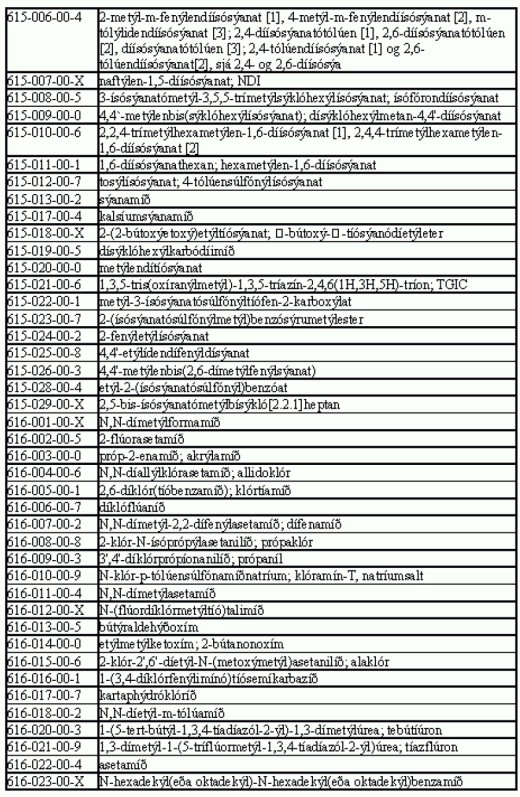 615-006-00-4 2-metýl-m-fenýlendíísósýanat [1], 4-metýl-m-fenýlendíísósýanat [2], m-
tólýlídendíísósýanat [3]; 2,4-díísósýanatótólúen [1], 2,6-díísósýanatótólúen
[2], díísósýanatótólúen [3]; 2,4-tólúendíísósýanat [1] og 2,6-
tólúendíísósýanat[2], sjá 2,4- og 2,6-díísósýa
615-007-00-X naftýlen-1,5-díísósýanat; NDI
615-008-00-5 3-ísósýanatómetýl-3,5,5-trímetýlsýklóhexýlísósýanat; ísófórondíísósýanat
615-009-00-0 4,4`-metýlenbis(sýklóhexýlísósýanat); dísýklóhexýlmetan-4,4'-díísósýanat
615-010-00-6 2,2,4-trímetýlhexametýlen-1,6-díísósýanat [1], 2,4,4-trímetýlhexametýlen-
1,6-díísósýanat [2]
615-011-00-1 1,6-díísósýanathexan; hexametýlen-1,6-díísósýanat
615-012-00-7 tosýlísósýanat; 4-tólúensúlfónýlísósýanat
615-013-00-2 sýanamíð
615-017-00-4 kalsíumsýanamíð
615-018-00-X 2-(2-bútoxýetoxý)etýltíósýanat; □-bútoxý-□-tíósýanódíetýleter
615-019-00-5 dísýklóhexýlkarbódíimíð
615-020-00-0 metýlendítíósýanat
615-021-00-6 1,3,5-tris(oxíranýlmetýl)-1,3,5-tríazín-2,4,6(1H,3H,5H)-tríon; TGIC
615-022-00-1 metýl-3-ísósýanatósúlfónýltíófen-2-karboxýlat
615-023-00-7 2-(ísósýanatósúlfónýlmetýl)benzósýrumetýlester
615-024-00-2 2-fenýletýlísósýanat
615-025-00-8 4,4'-etýlídendífenýldísýanat
615-026-00-3 4,4'-metýlenbis(2,6-dímetýlfenýlsýanat)
615-028-00-4 etýl-2-(ísósýanatósúlfónýl)benzóat
615-029-00-X 2,5-bis-ísósýanatómetýlbísýkló[2.2.1]heptan
616-001-00-X N,N-dímetýlformamíð
616-002-00-5 2-flúorasetamíð
616-003-00-0 próp-2-enamíð; akrýlamíð
616-004-00-6 N,N-díallýlklórasetamíð; allidoklór
616-005-00-1 2,6-díklór(tíóbenzamíð); klórtíamíð
616-006-00-7 díklóflúaníð
616-007-00-2 N,N-dímetýl-2,2-dífenýlasetamíð; dífenamíð
616-008-00-8 2-klór-N-ísóprópýlasetanilíð; própaklór
616-009-00-3 3',4'-díklórprópíonanilíð; própaníl
616-010-00-9 N-klór-p-tólúensúlfónamíðnatríum; klóramín-T, natríumsalt
616-011-00-4 N,N-dímetýlasetamíð
616-012-00-X N-(flúordíklórmetýltíó)talimíð
616-013-00-5 bútýraldehýðoxím
616-014-00-0 etýlmetýlketoxím; 2-bútanonoxím
616-015-00-6 2-klór-2',6'-díetýl-N-(metoxýmetýl)asetanilíð; alaklór
616-016-00-1 1-(3,4-díklórfenýlimínó)tíósemíkarbazíð
616-017-00-7 kartaphýdróklóríð
616-018-00-2 N,N-díetýl-m-tólúamíð
616-020-00-3 1-(5-tert-bútýl-1,3,4-tíadíazól-2-ýl)-1,3-dímetýlúrea; tebútíúron
616-021-00-9 1,3-dímetýl-1-(5-tríflúormetýl-1,3,4-tíadíazól-2-ýl)úrea; tíazflúron
616-022-00-4 asetamíð
616-023-00-X N-hexadekýl(eða oktadekýl)-N-hexadekýl(eða oktadekýl)benzamíð